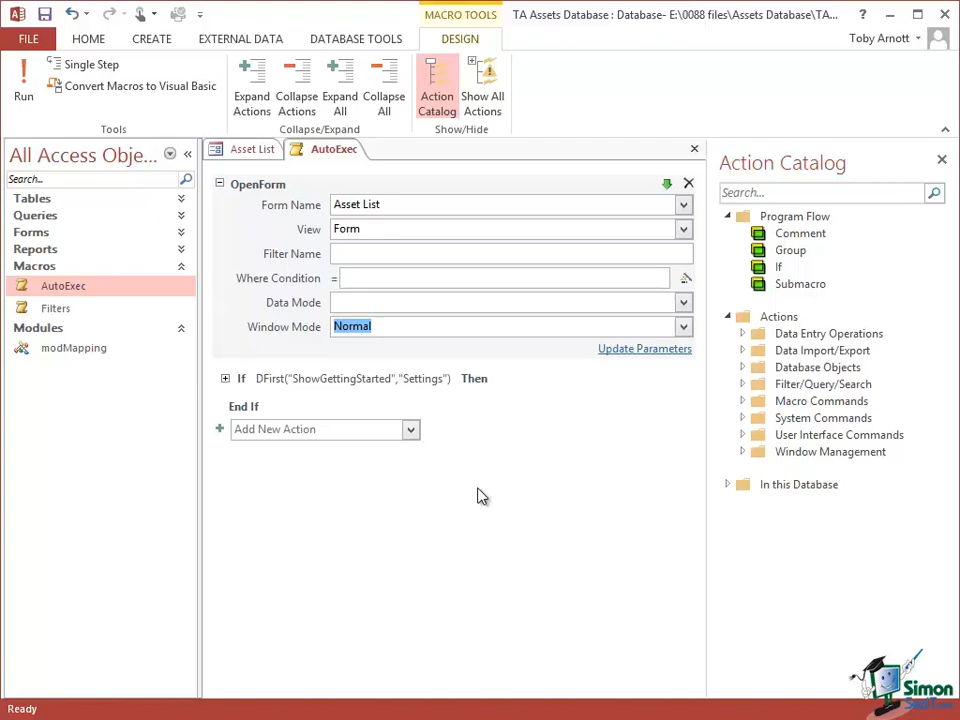 MACRO TOOLS
TA Assets Database : Database- E:\0088 files\Assets Database\TA...
?
FILE
HOME
CREATE
EXTERNAL DATA
DATABASE TOOLS
DESIGN
Toby Arnott
Run
Single Step
Convert Macros to Visual Basic
Tools
Expand Actions
Collapse Actions
Expand All
Collapse All
Collapse/Expand
Action Catalog
Show All Actions
Show/Hide
All Access Obje...
Search...
Tables
Queries
Forms
Reports
Macros
AutoExec
Filters
Modules
modMapping
Asset List
AutoExec
OpenForm
Form Name Asset List
View Form
Filter Name
Where Condition =
Data Mode
Window Mode Normal
Update Parameters
If DFirst("ShowGettingStarted","Settings") Then
End If
Add New Action
Action Catalog
Search...
Program Flow
Comment
Group
If
Submacro
Actions
Data Entry Operations
Data Import/Export
Database Objects
Filter/Query/Search
Macro Commands
System Commands
User Interface Commands
Window Management
In this Database
Ready
Simon